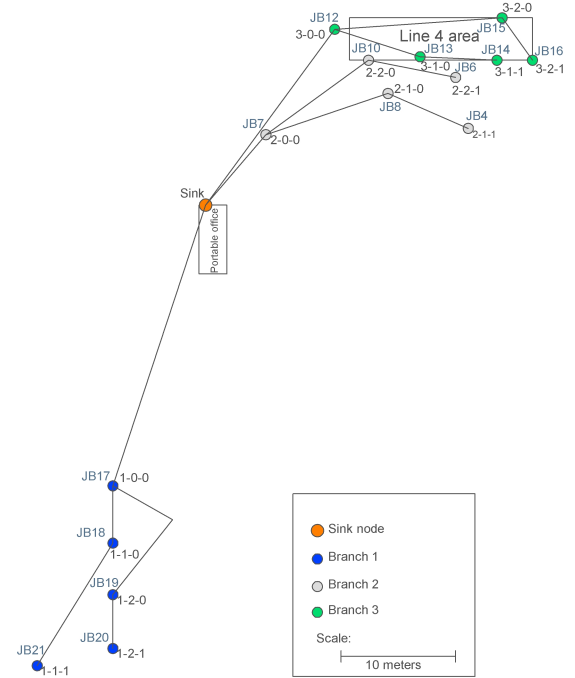 3-2-0
JB12
JB15
3-0-0
Line 4 area
JB10
JB13
JB14
JB16
3-1-0
2-2-0
JB6
3-1-1
3-2-1
2-2-1
2-1-0
JB8
JB4
JB7
2-1-1
2-0-0
Sink
Portable office
JB17
1-0-0
JB18
1-1-0
JB19
1-2-0
JB20
JB21
1-2-1
1-1-1
Sink node
Branch 1
Branch 2
Branch 3
Scale:
10 meters